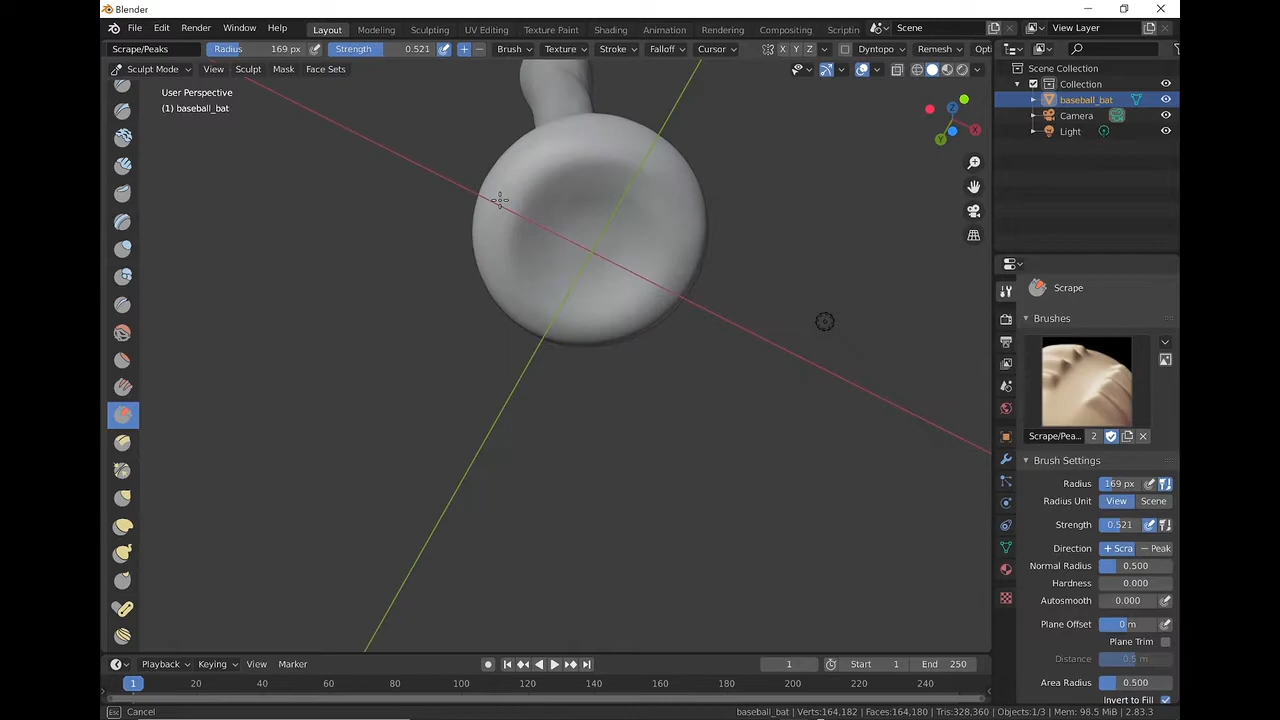 Blender
File Edit Render Window Help Layout Modeling Sculpting UV Editing Texture Paint Shading Animation Rendering Compositing Scriptin Scene View Layer
Scrape/Peaks Radius 169 px Strength 0.521 + − Brush Texture Stroke Falloff Cursor X Y Z Dyntopo Remesh Opti
Sculpt Mode View Sculpt Mask Face Sets
User Perspective
(1) baseball_bat
X
Y
Z
Scene Collection
Collection
baseball_bat
Camera
Light
Scrape
Brushes
Scrape/Pea... 2
Brush Settings
Radius 169 px
Radius Unit View Scene
Strength 0.521
Direction + Scra − Peak
Normal Radius 0.500
Hardness 0.000
Autosmooth 0.000
Plane Offset 0 m
Plane Trim
Distance 0.5 m
Area Radius 0.500
Invert to Fill
Playback Keying View Marker 1 Start 1 End 250
1 20 40 60 80 100 120 140 160 180 200 220 240
Esc Cancel baseball_bat | Verts:164,182 | Faces:164,180 | Tris:328,360 | Objects:1/3 | Mem: 98.5 MiB | 2.83.3